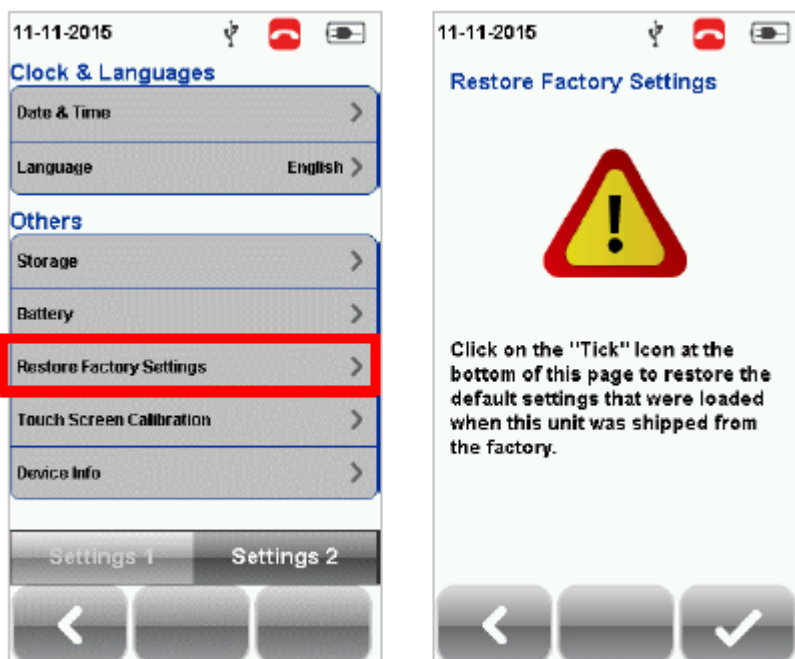 11-11-2015
Clock & Languages
Date & Time
Language English
Others
Storage
Battery
Restore Factory Settings
Touch Screen Calibration
Device Info
Settings 1 Settings 2
11-11-2015
Restore Factory Settings
!
Click on the "Tick" Icon at the
bottom of this page to restore the
default settings that were loaded
when this unit was shipped from
the factory.